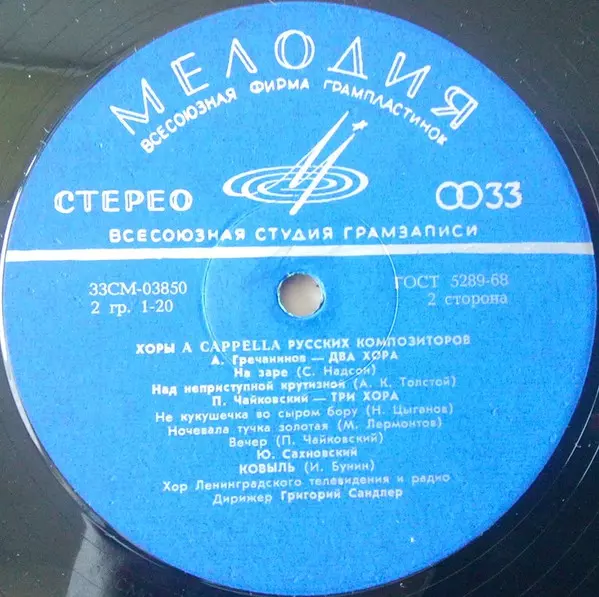 МЕЛОДИЯ
ВСЕСОЮЗНАЯ ФИРМА ГРАМПЛАСТИНОК
СТЕРЕО
33
ВСЕСОЮЗНАЯ СТУДИЯ ГРАМЗАПИСИ
33СМ-03850
ГОСТ 5289-68
2 гр. 1-20
2 сторона
ХОРЫ A CAPPELLA РУССКИХ КОМПОЗИТОРОВ
А. Гречанинов — ДВА ХОРА
На заре (С. Надсон)
Над неприступной крутизной (А. К. Толстой)
П. Чайковский — ТРИ ХОРА
Не кукушечка во сыром бору (Н. Цыганов)
Ночевала тучка золотая (М. Лермонтов)
Вечер (П. Чайковский)
Ю. Сахновский
КОВЫЛЬ (И. Бунин)
Хор Ленинградского телевидения и радио
Дирижер Григорий Сандлер